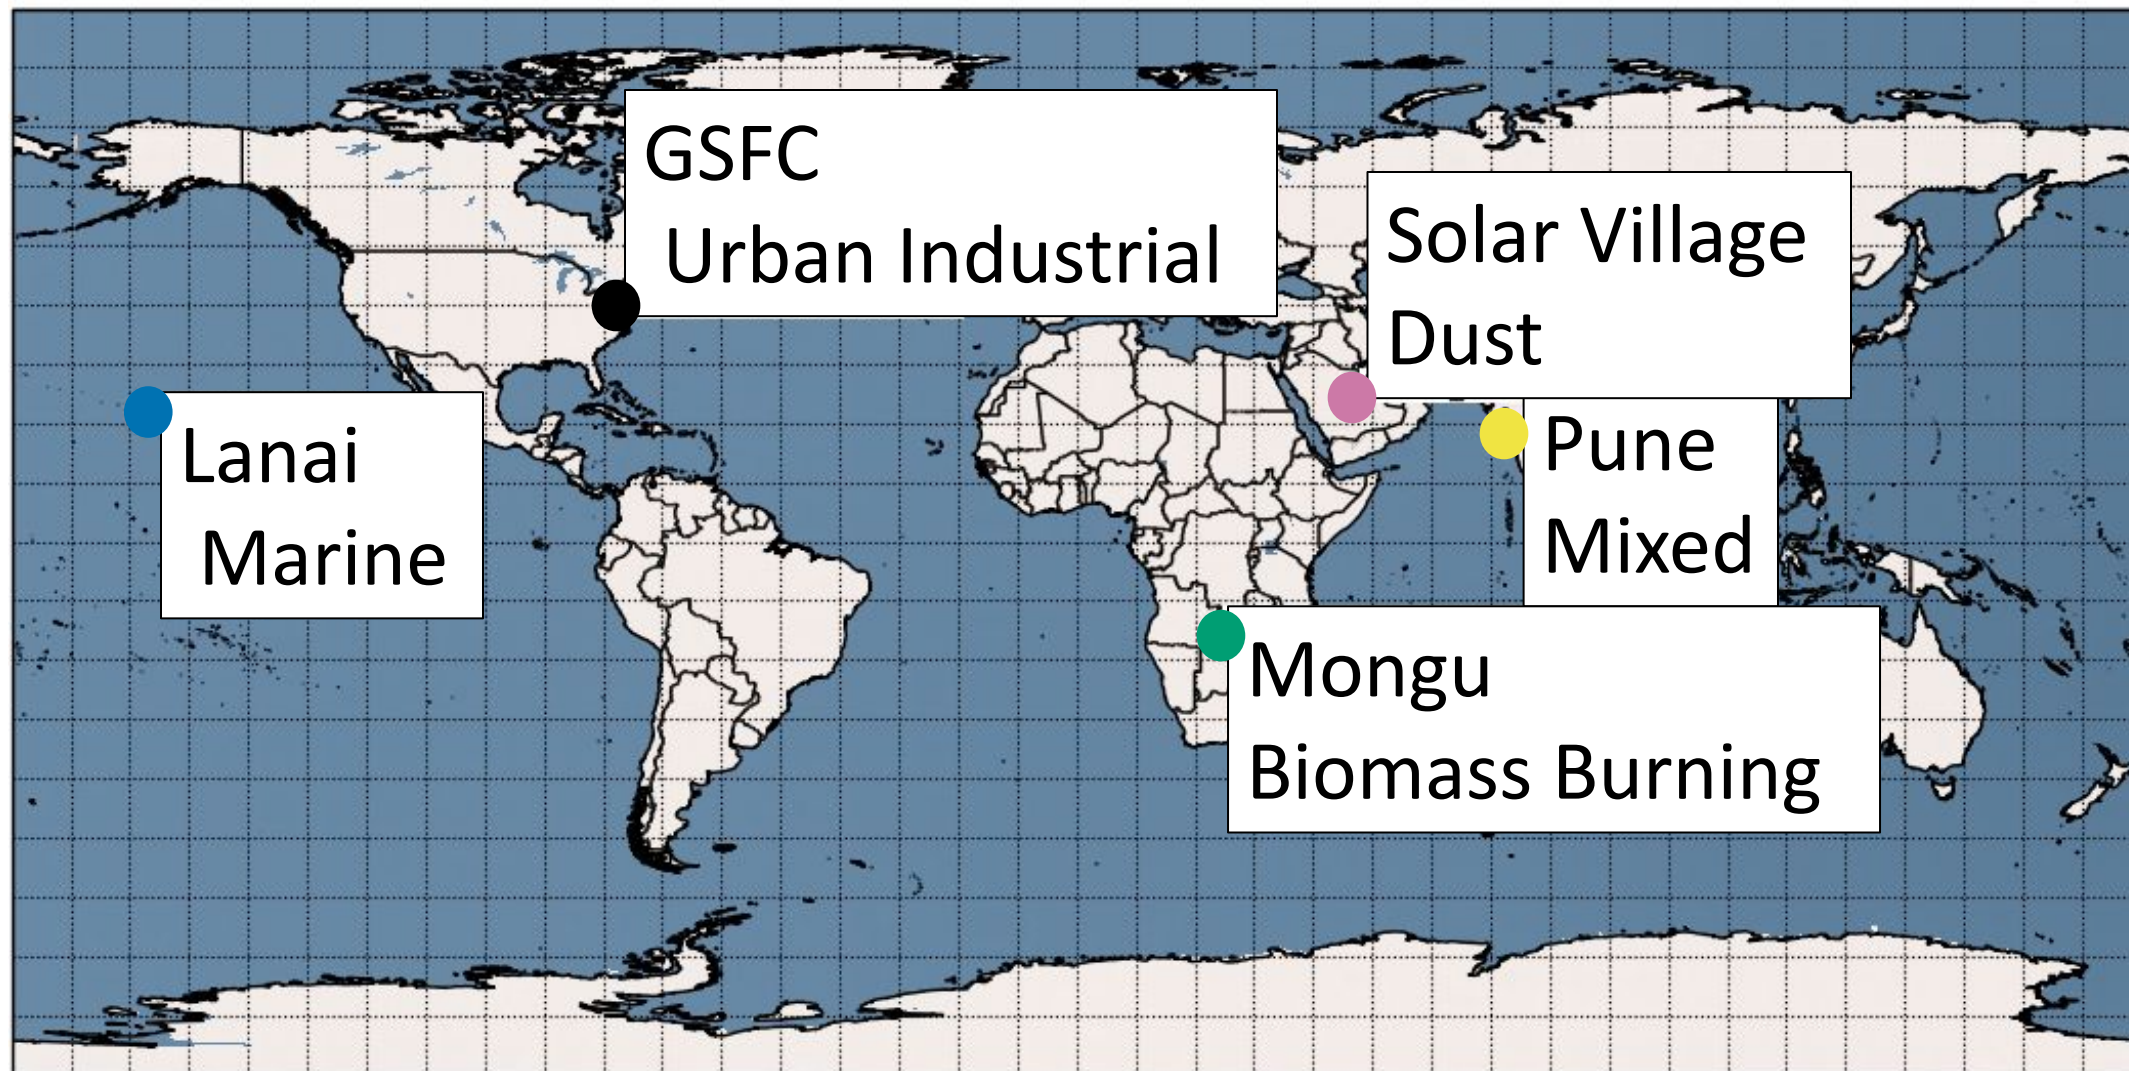 GSFC
Urban Industrial
Solar Village
Dust
Lanai
Marine
Pune
Mixed
Mongu
Biomass Burning